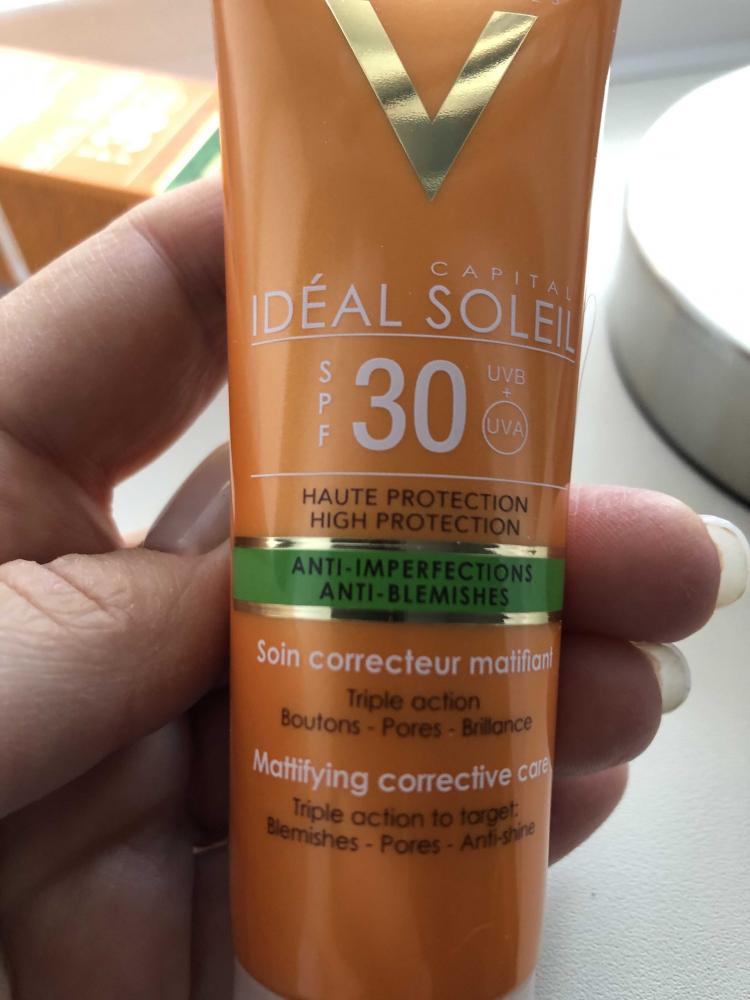 V
CAPITAL
IDÉAL SOLEIL
SPF 30 UVB + UVA
HAUTE PROTECTION
HIGH PROTECTION
ANTI-IMPERFECTIONS
ANTI-BLEMISHES
Soin correcteur matifiant
Triple action
Boutons - Pores - Brillance
Mattifying corrective care
Triple action to target:
Blemishes - Pores - Anti-shine